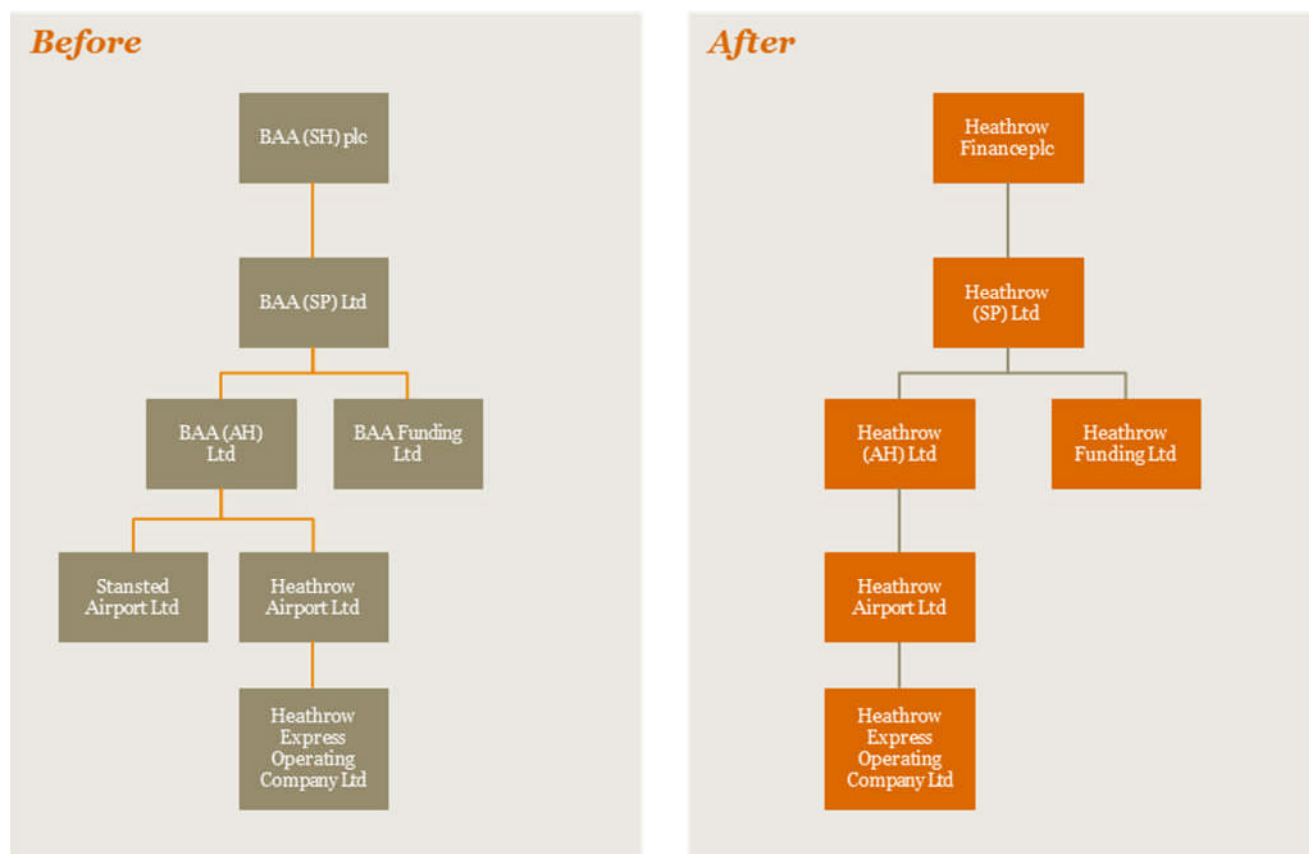 Before
BAA (SH) plc
BAA (SP) Ltd
BAA (AH)
Ltd
BAA Funding
Ltd
Stansted
Airport Ltd
Heathrow
Airport Ltd
Heathrow
Express
Operating
Company Ltd
After
Heathrow
Financeplc
Heathrow
(SP) Ltd
Heathrow
(AH) Ltd
Heathrow
Funding Ltd
Heathrow
Airport Ltd
Heathrow
Express
Operating
Company Ltd